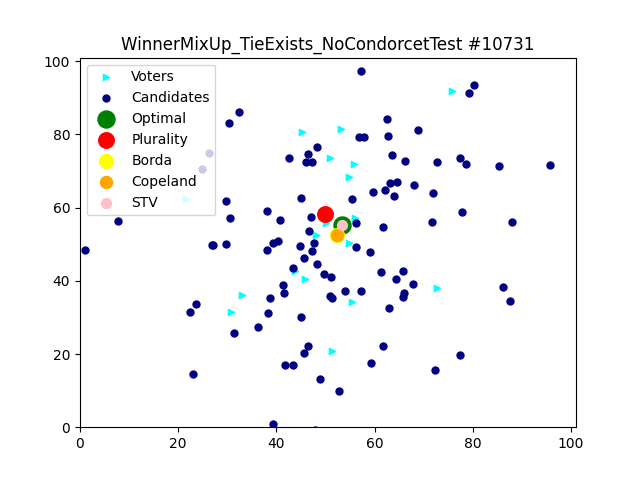 WinnerMixUp_TieExists_NoCondorcetTest #10731
Voters
Candidates
Optimal
Plurality
Borda
Copeland
STV
100
80
60
40
20
0
0 20 40 60 80 100